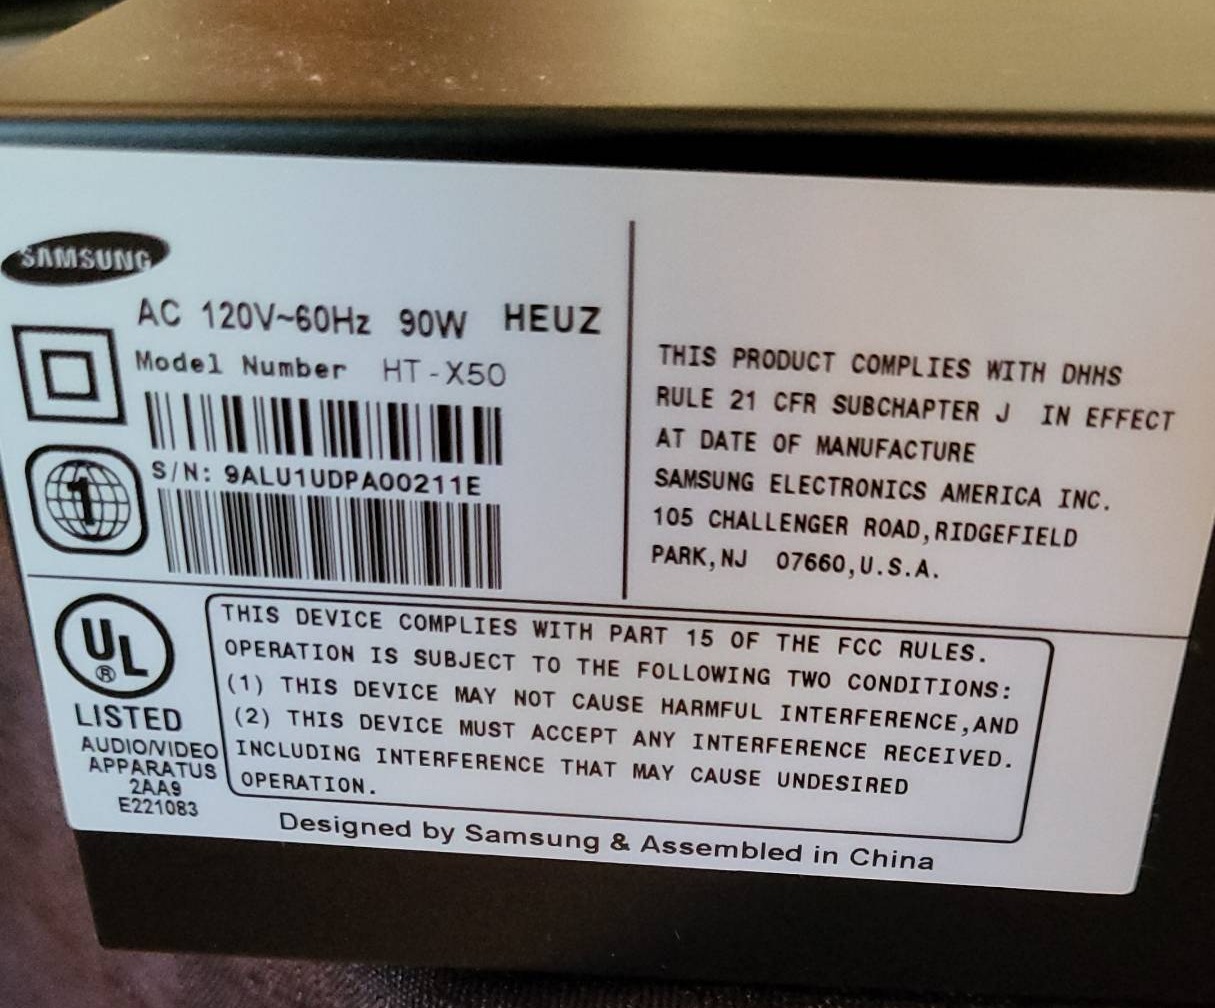 SAMSUNG
AC 120V~60Hz 90W HEUZ
Model Number HT-X50
S/N: 9ALU1UDPA00211E
1
THIS PRODUCT COMPLIES WITH DHHS
RULE 21 CFR SUBCHAPTER J IN EFFECT
AT DATE OF MANUFACTURE
SAMSUNG ELECTRONICS AMERICA INC.
105 CHALLENGER ROAD,RIDGEFIELD
PARK,NJ 07660,U.S.A.
UL®
LISTED
AUDIO/VIDEO
APPARATUS
2AA9
E221083
THIS DEVICE COMPLIES WITH PART 15 OF THE FCC RULES.
OPERATION IS SUBJECT TO THE FOLLOWING TWO CONDITIONS:
(1) THIS DEVICE MAY NOT CAUSE HARMFUL INTERFERENCE,AND
(2) THIS DEVICE MUST ACCEPT ANY INTERFERENCE RECEIVED.
INCLUDING INTERFERENCE THAT MAY CAUSE UNDESIRED
OPERATION.
Designed by Samsung & Assembled in China